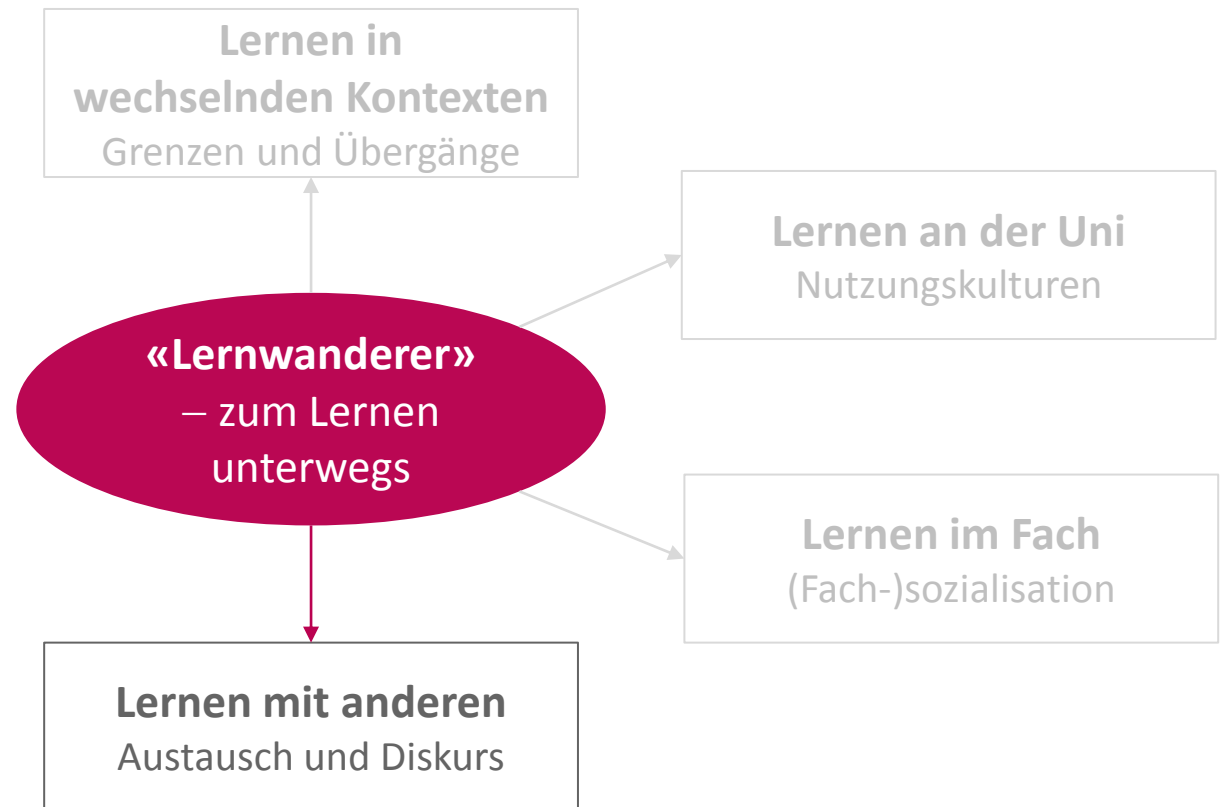 Lernen in
wechselnden Kontexten
Grenzen und Übergänge
Lernen an der Uni
Nutzungskulturen
«Lernwanderer»
– zum Lernen
unterwegs
Lernen im Fach
(Fach-)sozialisation
Lernen mit anderen
Austausch und Diskurs